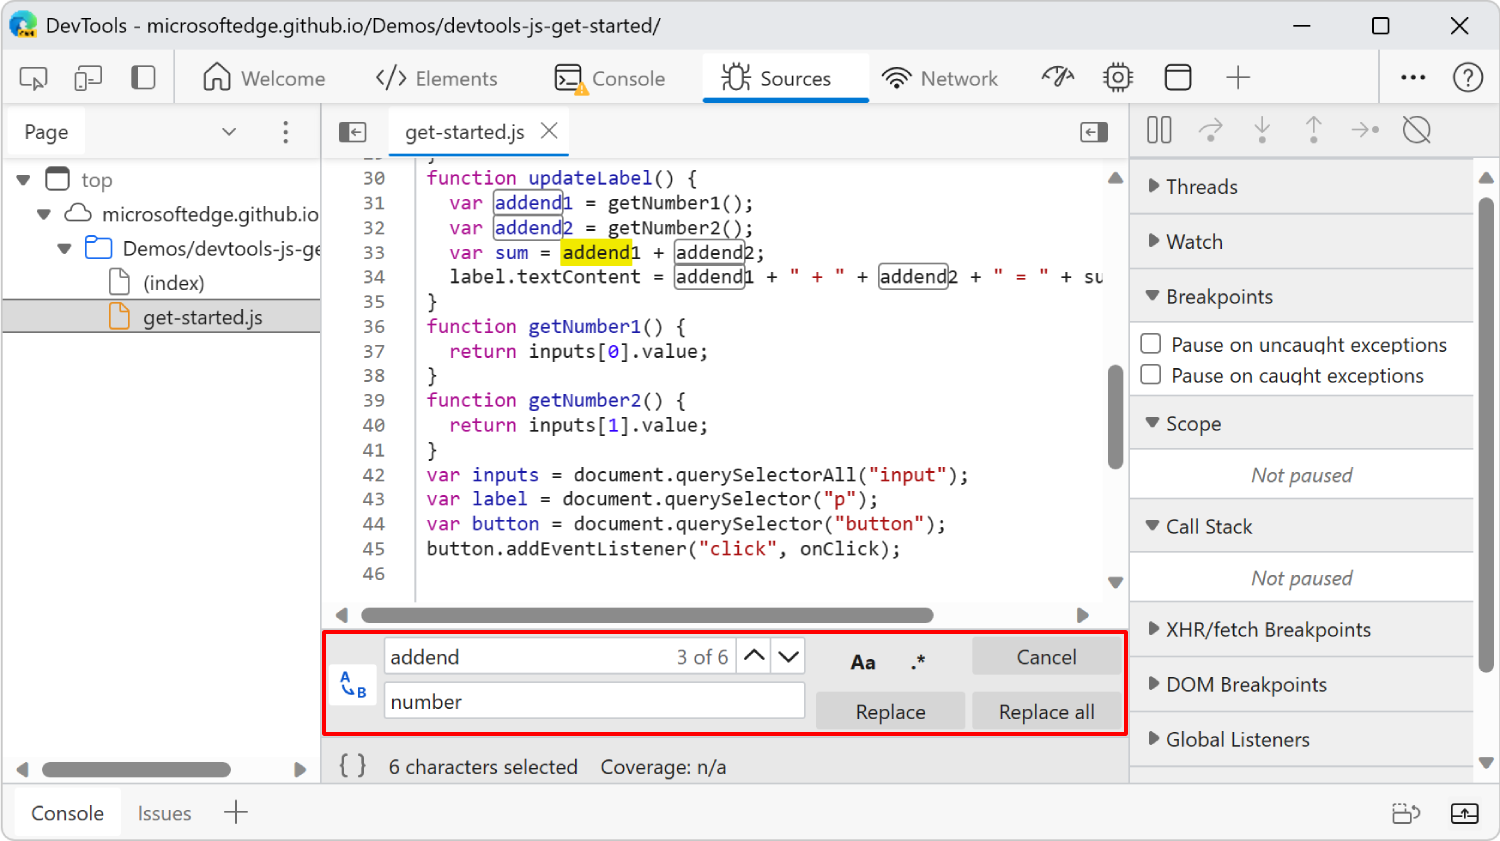 DevTools - microsoftedge.github.io/Demos/devtools-js-get-started/
Welcome </> Elements Console Sources Network
Page
top
microsoftedge.github.io
Demos/devtools-js-ge
(index)
get-started.js
get-started.js
}
30 function updateLabel() {
31 var addend1 = getNumber1();
32 var addend2 = getNumber2();
33 var sum = addend1 + addend2;
34 label.textContent = addend1 + " + " + addend2 + " = " + su
35 }
36 function getNumber1() {
37 return inputs[0].value;
38 }
39 function getNumber2() {
40 return inputs[1].value;
41 }
42 var inputs = document.querySelectorAll("input");
43 var label = document.querySelector("p");
44 var button = document.querySelector("button");
45 button.addEventListener("click", onClick);
46
A B
addend 3 of 6 Aa .* Cancel
number Replace Replace all
{ } 6 characters selected Coverage: n/a
Threads
Watch
Breakpoints
Pause on uncaught exceptions
Pause on caught exceptions
Scope
Not paused
Call Stack
Not paused
XHR/fetch Breakpoints
DOM Breakpoints
Global Listeners
Console Issues